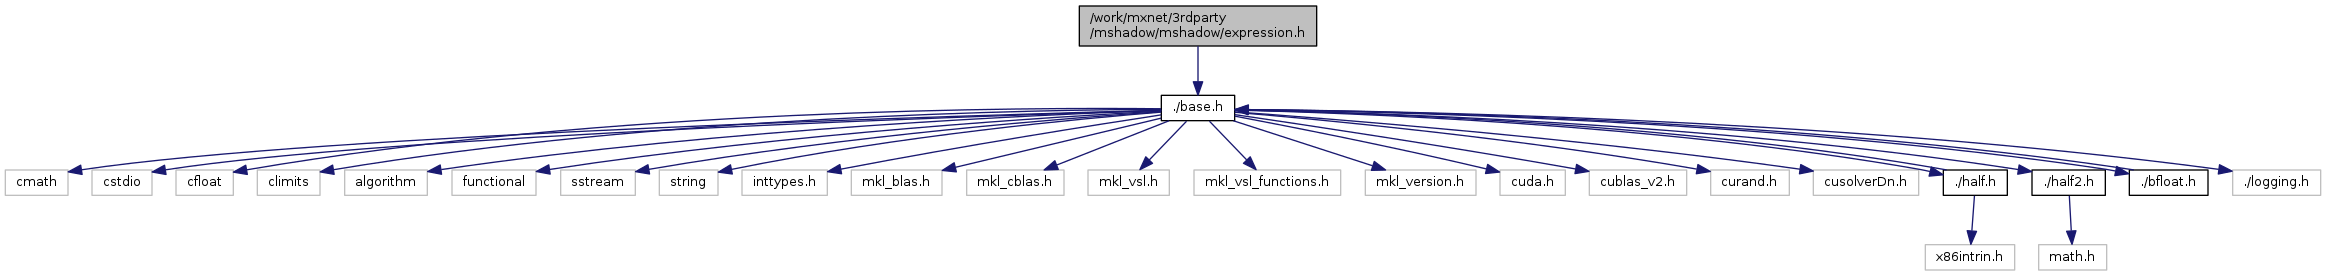 /work/mxnet/3rdparty
/mshadow/mshadow/expression.h
./base.h
cmath
cstdio
cfloat
climits
algorithm
functional
sstream
string
inttypes.h
mkl_blas.h
mkl_cblas.h
mkl_vsl.h
mkl_vsl_functions.h
mkl_version.h
cuda.h
cublas_v2.h
curand.h
cusolverDn.h
./half.h
./half2.h
./bfloat.h
./logging.h
x86intrin.h
math.h